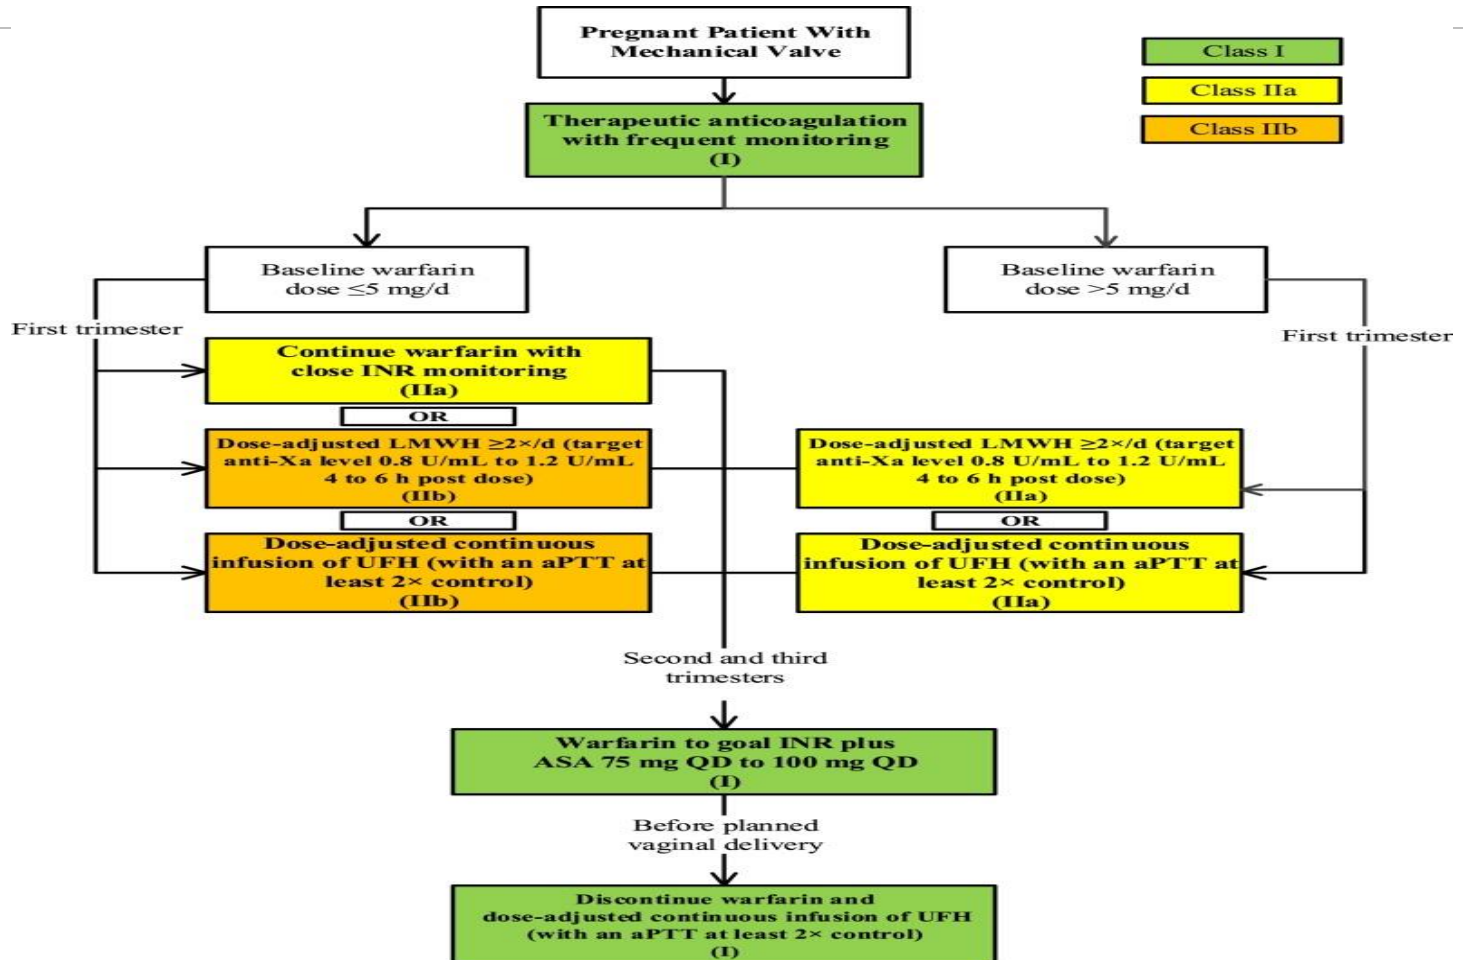 Pregnant Patient With
Mechanical Valve
Class I
Class IIa
Class IIb
Therapeutic anticoagulation
with frequent monitoring
(I)
Baseline warfarin
dose ≤5 mg/d
Baseline warfarin
dose >5 mg/d
First trimester
First trimester
Continue warfarin with
close INR monitoring
(IIa)
OR
Dose-adjusted LMWH ≥2×/d (target
anti-Xa level 0.8 U/mL to 1.2 U/mL
4 to 6 h post dose)
(IIb)
Dose-adjusted LMWH ≥2×/d (target
anti-Xa level 0.8 U/mL to 1.2 U/mL
4 to 6 h post dose)
(IIa)
OR
OR
Dose-adjusted continuous
infusion of UFH (with an aPTT at
least 2× control)
(IIb)
Dose-adjusted continuous
infusion of UFH (with an aPTT at
least 2× control)
(IIa)
Second and third
trimesters
Warfarin to goal INR plus
ASA 75 mg QD to 100 mg QD
(I)
Before planned
vaginal delivery
Discontinue warfarin and
dose-adjusted continuous infusion of UFH
(with an aPTT at least 2× control)
(I)